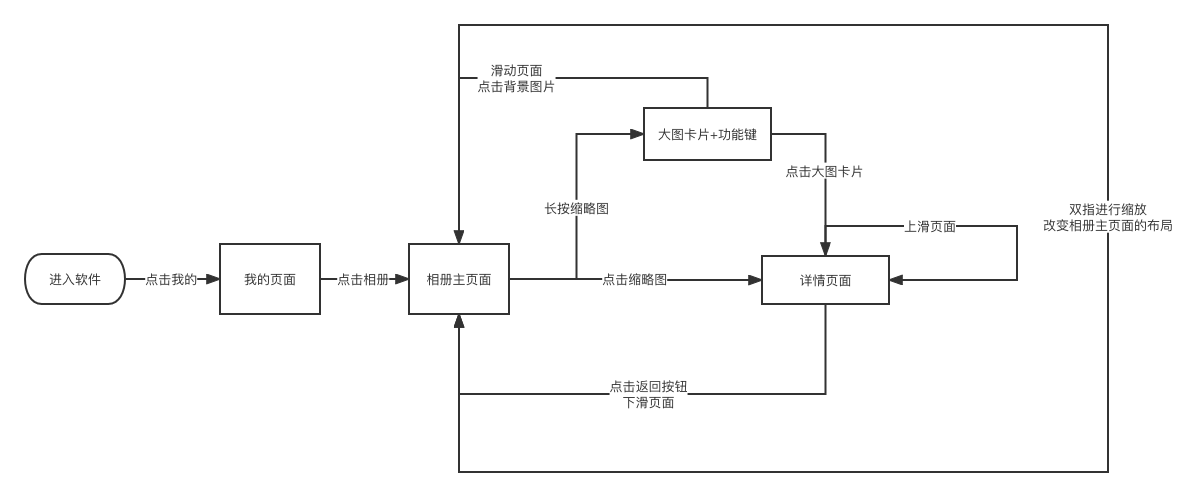 滑动页面
点击背景图片
大图卡片+功能键
点击大图卡片
长按缩略图
双指进行缩放
改变相册主页面的布局
上滑页面
进入软件
点击我的
我的页面
点击相册
相册主页面
点击缩略图
详情页面
点击返回按钮
下滑页面